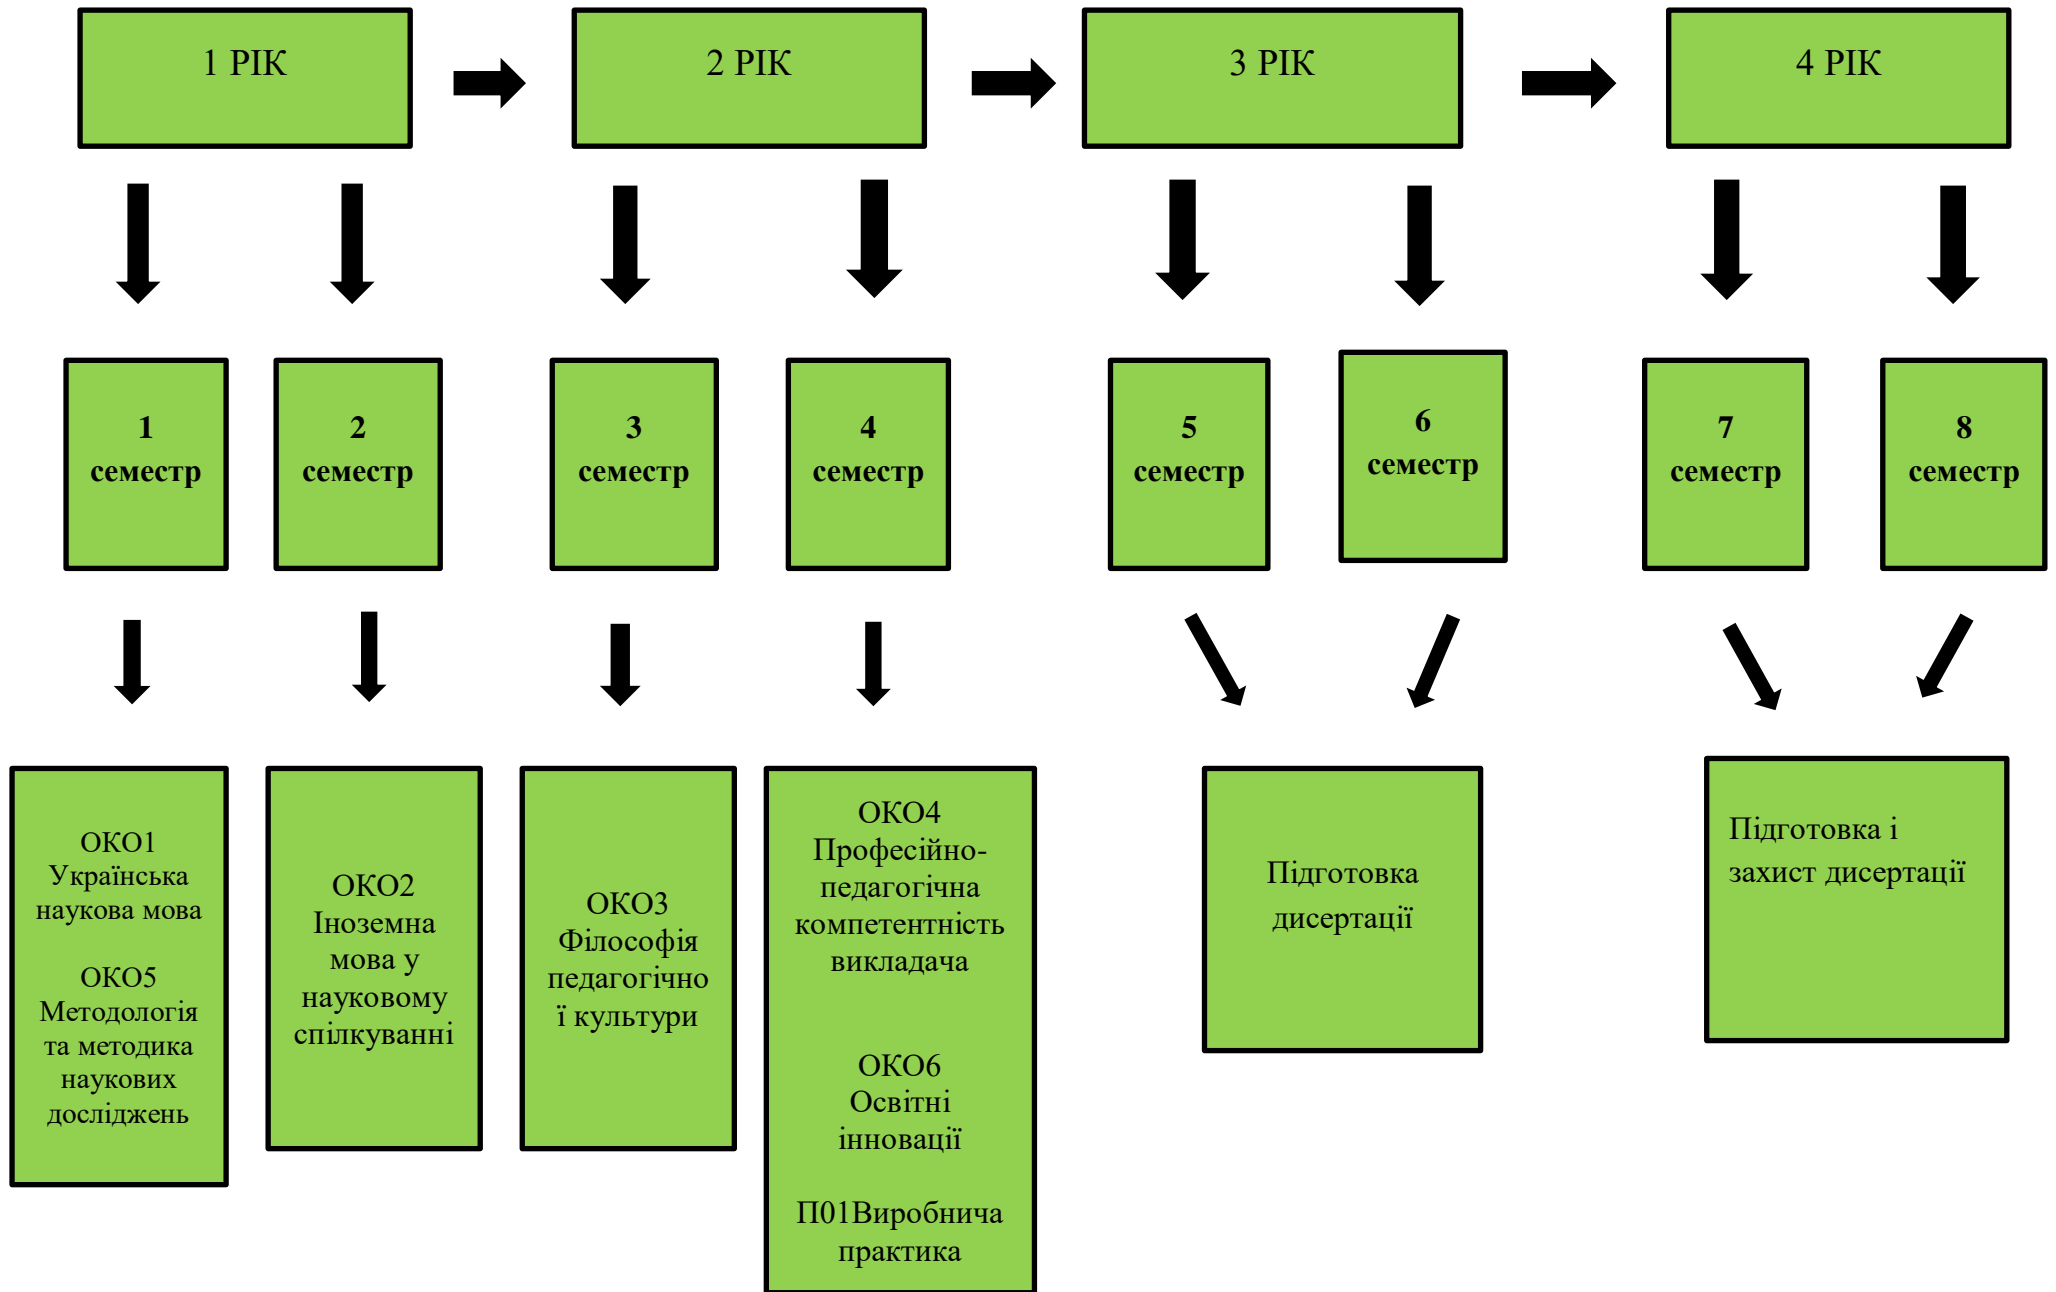 1 РІК
2 РІК
3 РІК
4 РІК
1
семестр
2
семестр
3
семестр
4
семестр
5
семестр
6
семестр
7
семестр
8
семестр
ОКО1
Українська
наукова мова
ОКО5
Методологія
та методика
наукових
досліджень
ОКО2
Іноземна
мова у
науковому
спілкуванні
ОКО3
Філософія
педагогічно
ї культури
ОКО4
Професійно-
педагогічна
компетентність
викладача
ОКО6
Освітні
інновації
П01Виробнича
практика
Підготовка
дисертації
Підготовка і
захист дисертації